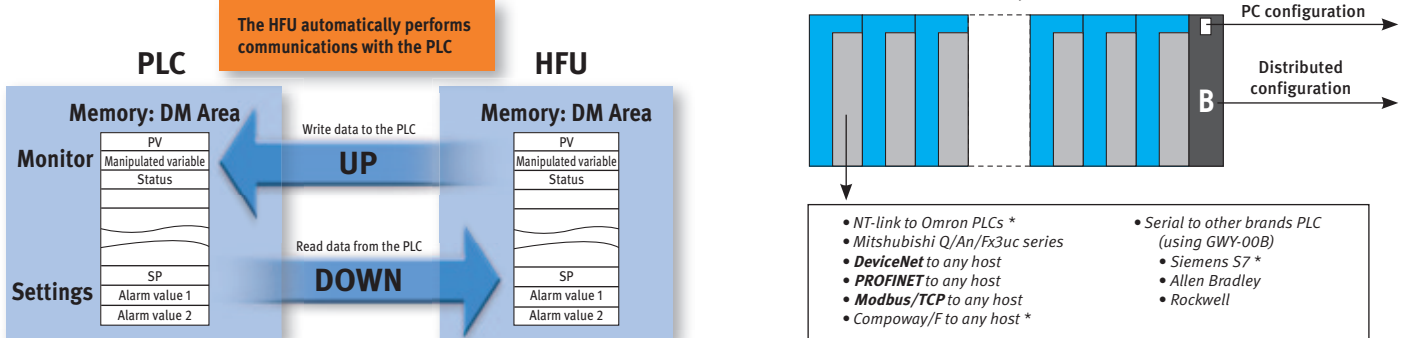 The HFU automatically performs
communications with the PLC
PLC
HFU
Memory: DM Area
Memory: DM Area
Monitor
PV
Manipulated variable
Status
Write data to the PLC
UP
PV
Manipulated variable
Status
Read data from the PLC
DOWN
Settings
SP
Alarm value 1
Alarm value 2
SP
Alarm value 1
Alarm value 2
PC configuration
Distributed
configuration
B
• NT-link to Omron PLCs *
• Mitshubishi Q/An/Fx3uc series
• DeviceNet to any host
• PROFINET to any host
• Modbus/TCP to any host
• Compoway/F to any host *
• Serial to other brands PLC
(using GWY-00B)
• Siemens S7 *
• Allen Bradley
• Rockwell